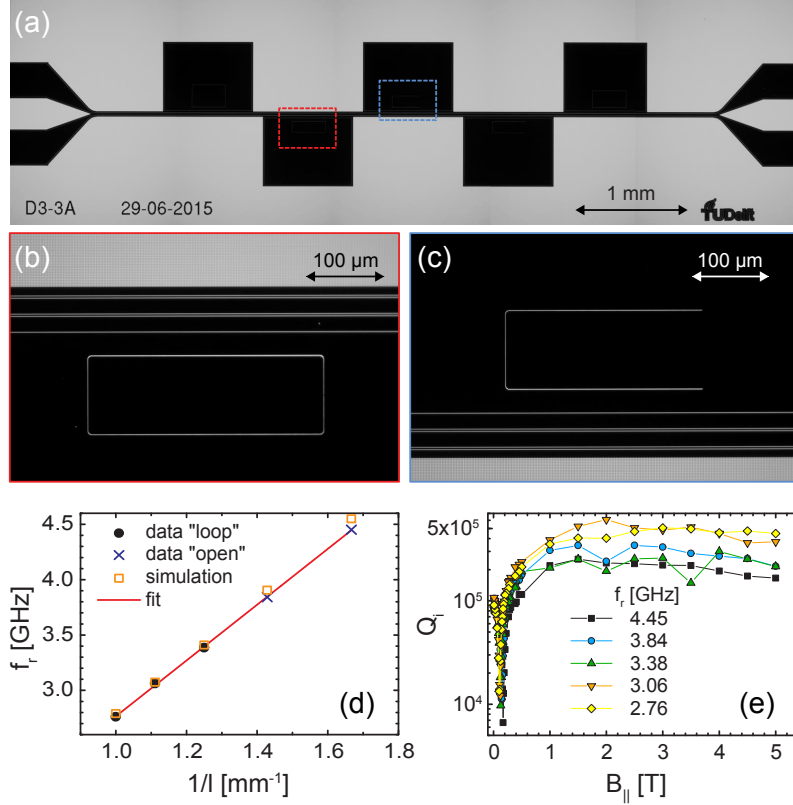 (a)
1 mm
D3-3A 29-06-2015
TUDelft
(b)
100 µm
(c)
100 µm
4.5
4.0
3.5
3.0
f_r [GHz]
data "loop"
data "open"
simulation
fit
(d)
1.0 1.2 1.4 1.6 1.8
1/l [mm⁻¹]
5x10⁵
10⁵
10⁴
Q_i
f_r [GHz]
4.45
3.84
3.38
3.06
2.76
(e)
0 1 2 3 4 5
B_|| [T]